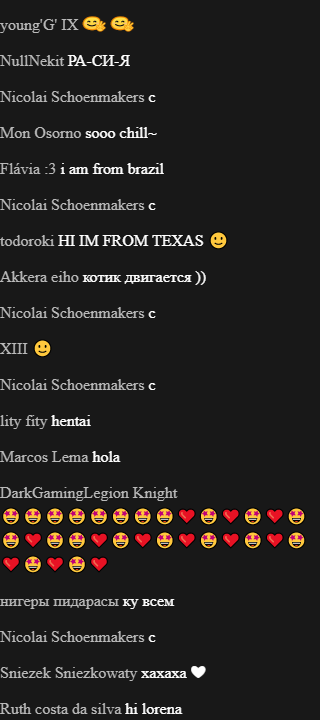 young'G' IX
NullNekit РА-СИ-Я
Nicolai Schoenmakers c
Mon Osorno sooo chill~
Flávia :3 i am from brazil
Nicolai Schoenmakers c
todoroki HI IM FROM TEXAS
Akkera eiho котик двигается ))
Nicolai Schoenmakers c
XIII
Nicolai Schoenmakers c
lity fity hentai
Marcos Lema hola
DarkGamingLegion Knight
нигеры пидарасы ку всем
Nicolai Schoenmakers c
Sniezek Sniezkowaty хахаха
Ruth costa da silva hi lorena